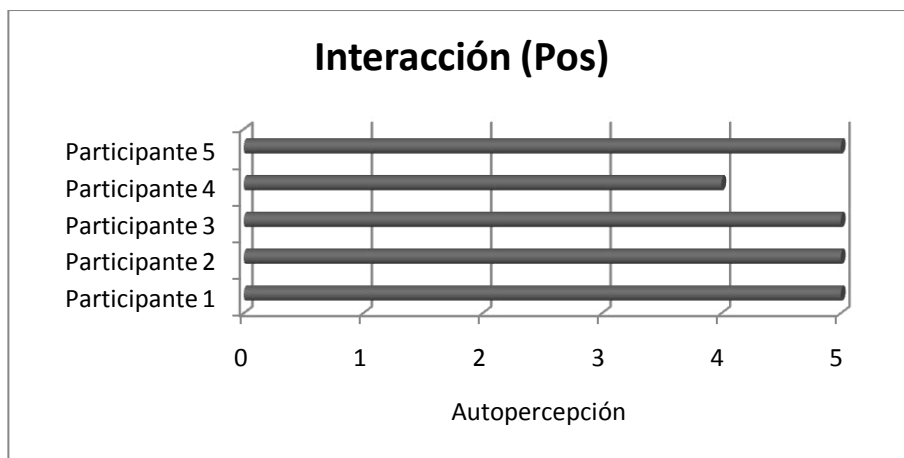 Interacción (Pos)
Participante 5
Participante 4
Participante 3
Participante 2
Participante 1
0 1 2 3 4 5
Autopercepción